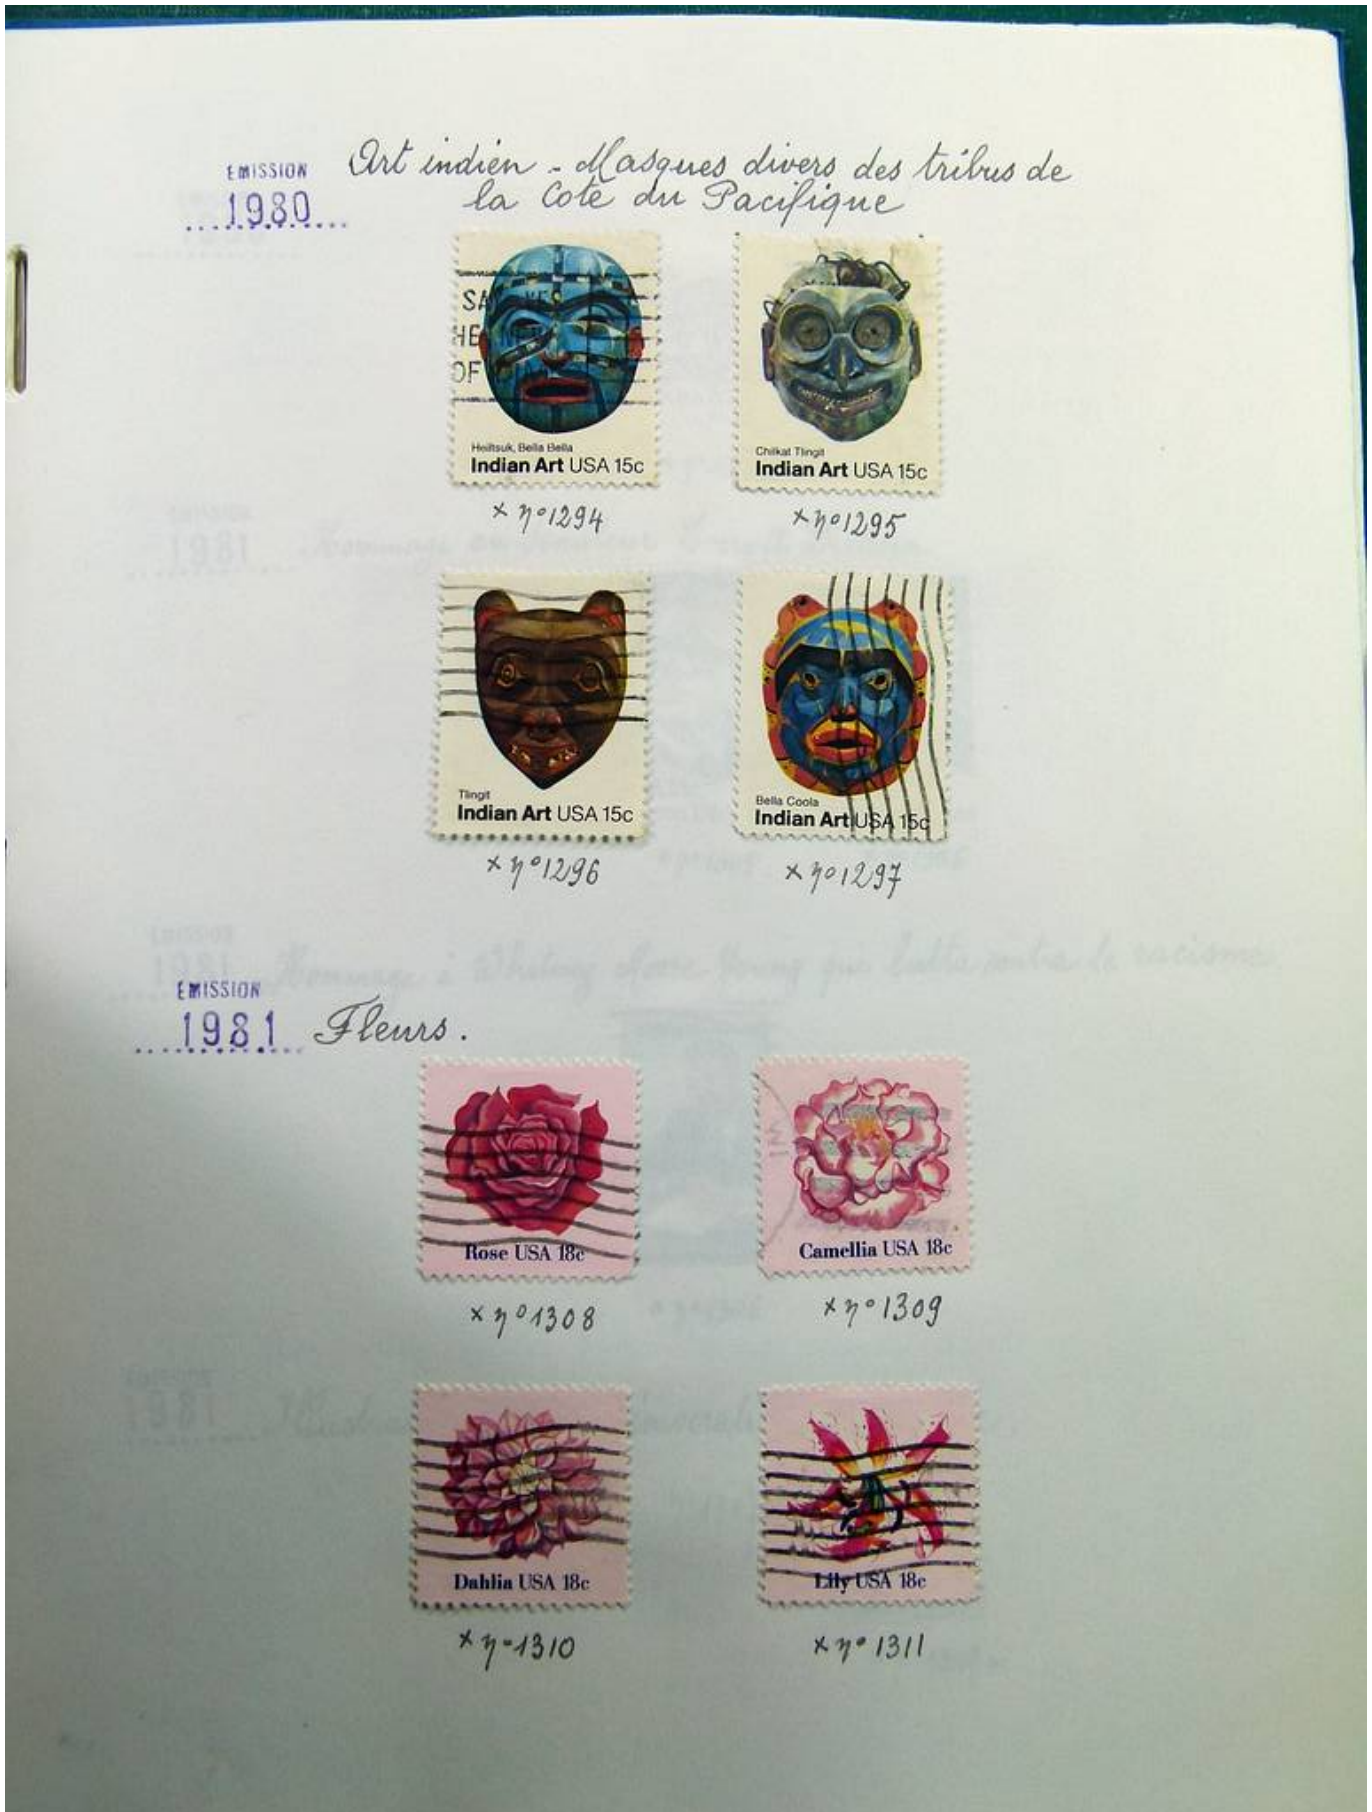 EMISSION
1980
Art indien - Masques divers des tribus de
la Cote du Pacifique
SA
HE
OF
Heiltsuk, Bella Bella
Indian Art USA 15c
x n° 1294
Chilkat Tlingit
Indian Art USA 15c
x n° 1295
Tlingit
Indian Art USA 15c
x n° 1296
Bella Coola
Indian Art USA 15c
x n° 1297
EMISSION
1981 Fleurs.
Rose USA 18c
x n° 1308
Camellia USA 18c
x n° 1309
Dahlia USA 18c
x n° 1310
Lily USA 18c
x n° 1311